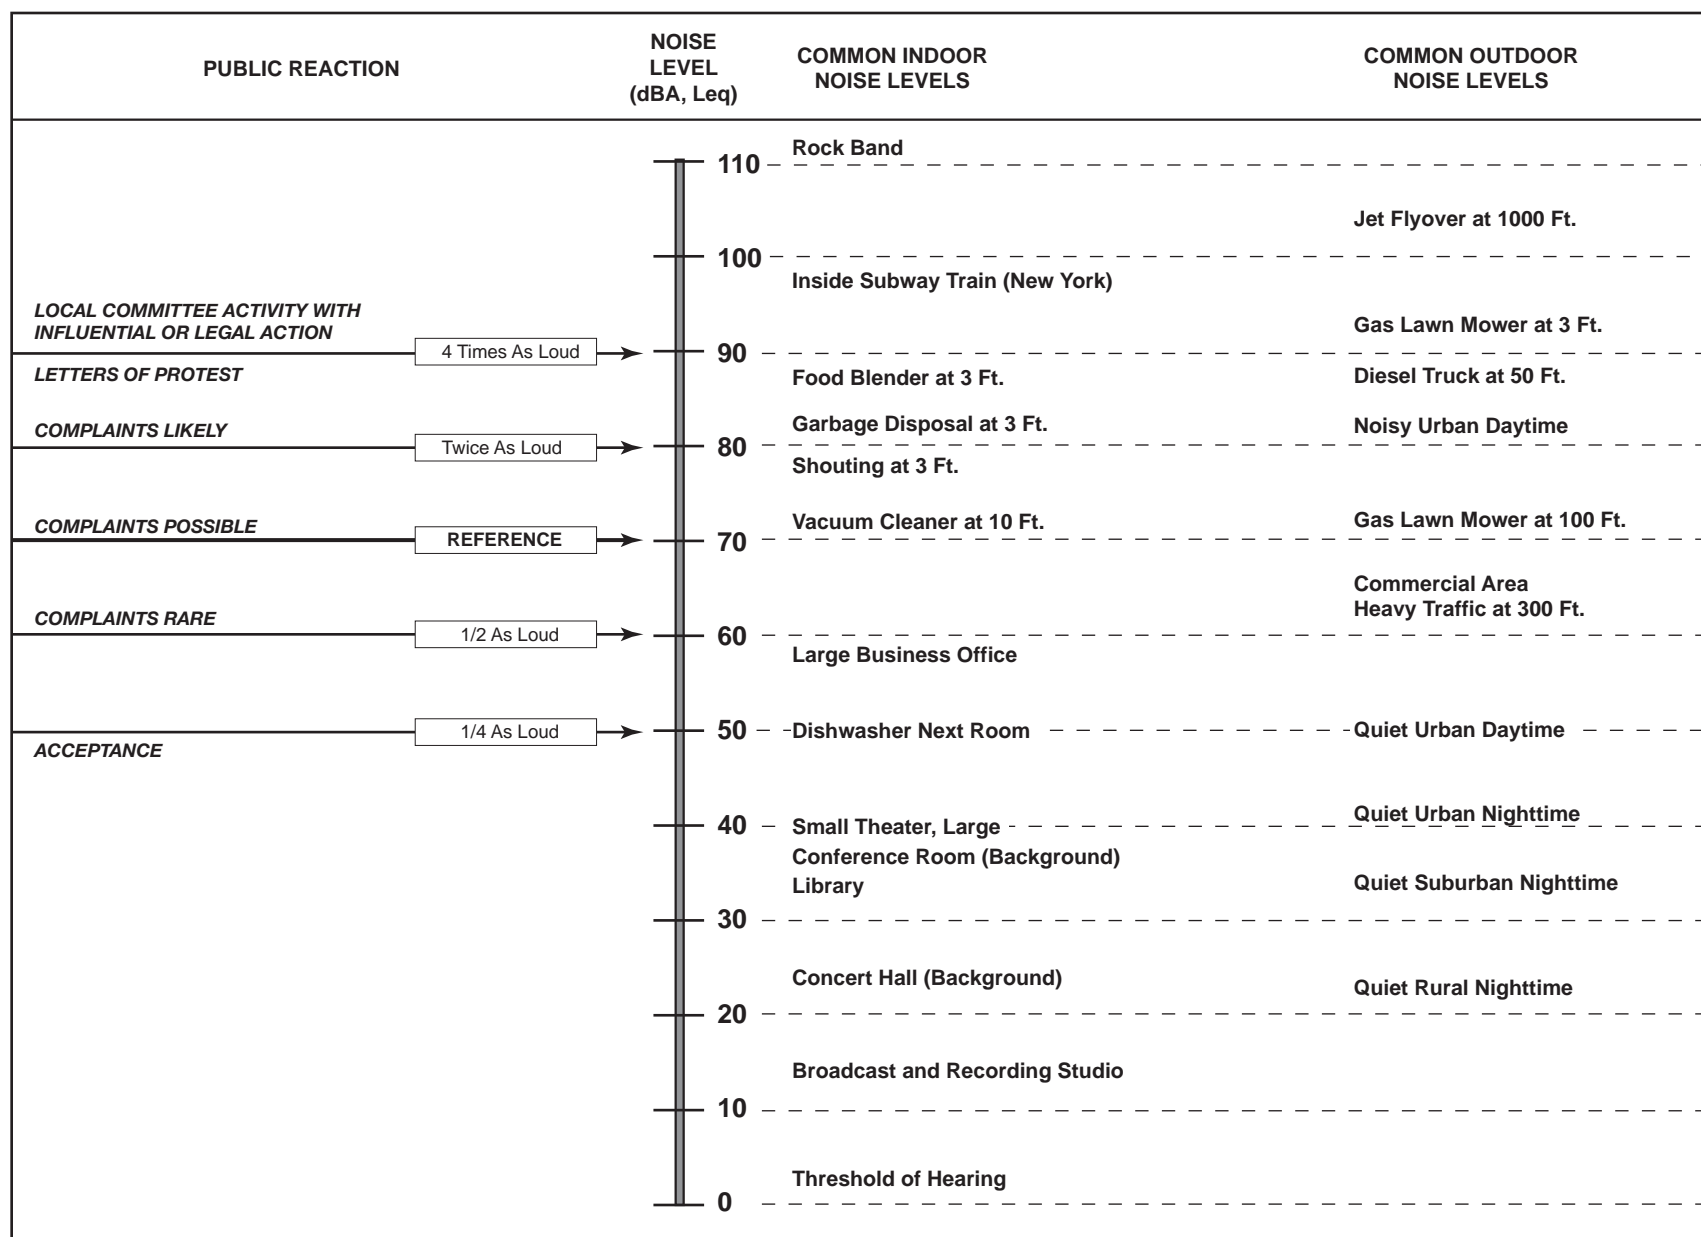 PUBLIC REACTION
NOISE
LEVEL
(dBA, Leq)
COMMON INDOOR
NOISE LEVELS
COMMON OUTDOOR
NOISE LEVELS
Rock Band
110
Jet Flyover at 1000 Ft.
100
Inside Subway Train (New York)
LOCAL COMMITTEE ACTIVITY WITH
INFLUENTIAL OR LEGAL ACTION
Gas Lawn Mower at 3 Ft.
4 Times As Loud
90
LETTERS OF PROTEST
Food Blender at 3 Ft.
Diesel Truck at 50 Ft.
COMPLAINTS LIKELY
Garbage Disposal at 3 Ft.
Noisy Urban Daytime
Twice As Loud
80
Shouting at 3 Ft.
COMPLAINTS POSSIBLE
Vacuum Cleaner at 10 Ft.
Gas Lawn Mower at 100 Ft.
REFERENCE
70
Commercial Area
Heavy Traffic at 300 Ft.
COMPLAINTS RARE
1/2 As Loud
60
Large Business Office
1/4 As Loud
50
Dishwasher Next Room
Quiet Urban Daytime
ACCEPTANCE
Quiet Urban Nighttime
40
Small Theater, Large
Conference Room (Background)
Library
Quiet Suburban Nighttime
30
Concert Hall (Background)
Quiet Rural Nighttime
20
Broadcast and Recording Studio
10
Threshold of Hearing
0